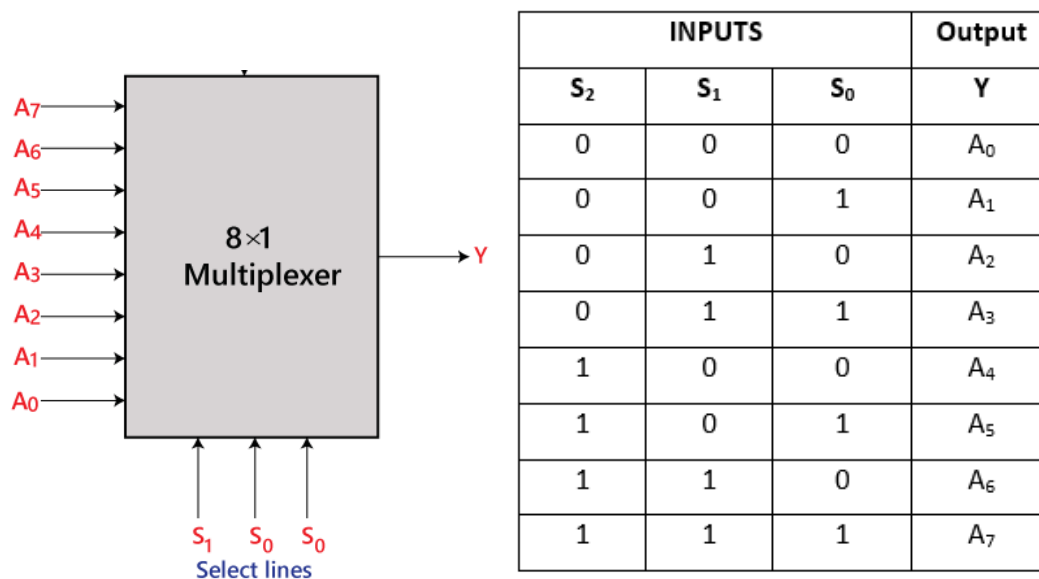 A₇
A₆
A₅
A₄
A₃
A₂
A₁
A₀
8×1
Multiplexer
Y
S₁ S₀ S₀
Select lines
INPUTS Output
S₂ S₁ S₀ Y
0 0 0 A₀
0 0 1 A₁
0 1 0 A₂
0 1 1 A₃
1 0 0 A₄
1 0 1 A₅
1 1 0 A₆
1 1 1 A₇